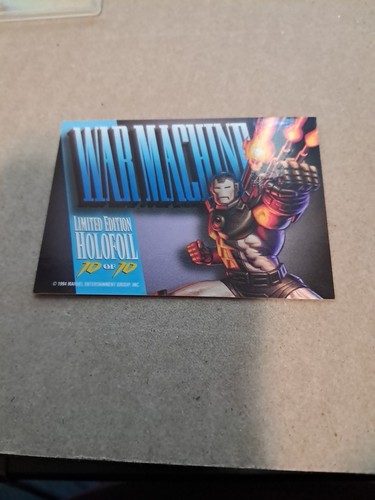 WAR MACHINE
LIMITED EDITION
HOLOFOIL
10 OF 10
© 1994 MARVEL ENTERTAINMENT GROUP, INC.